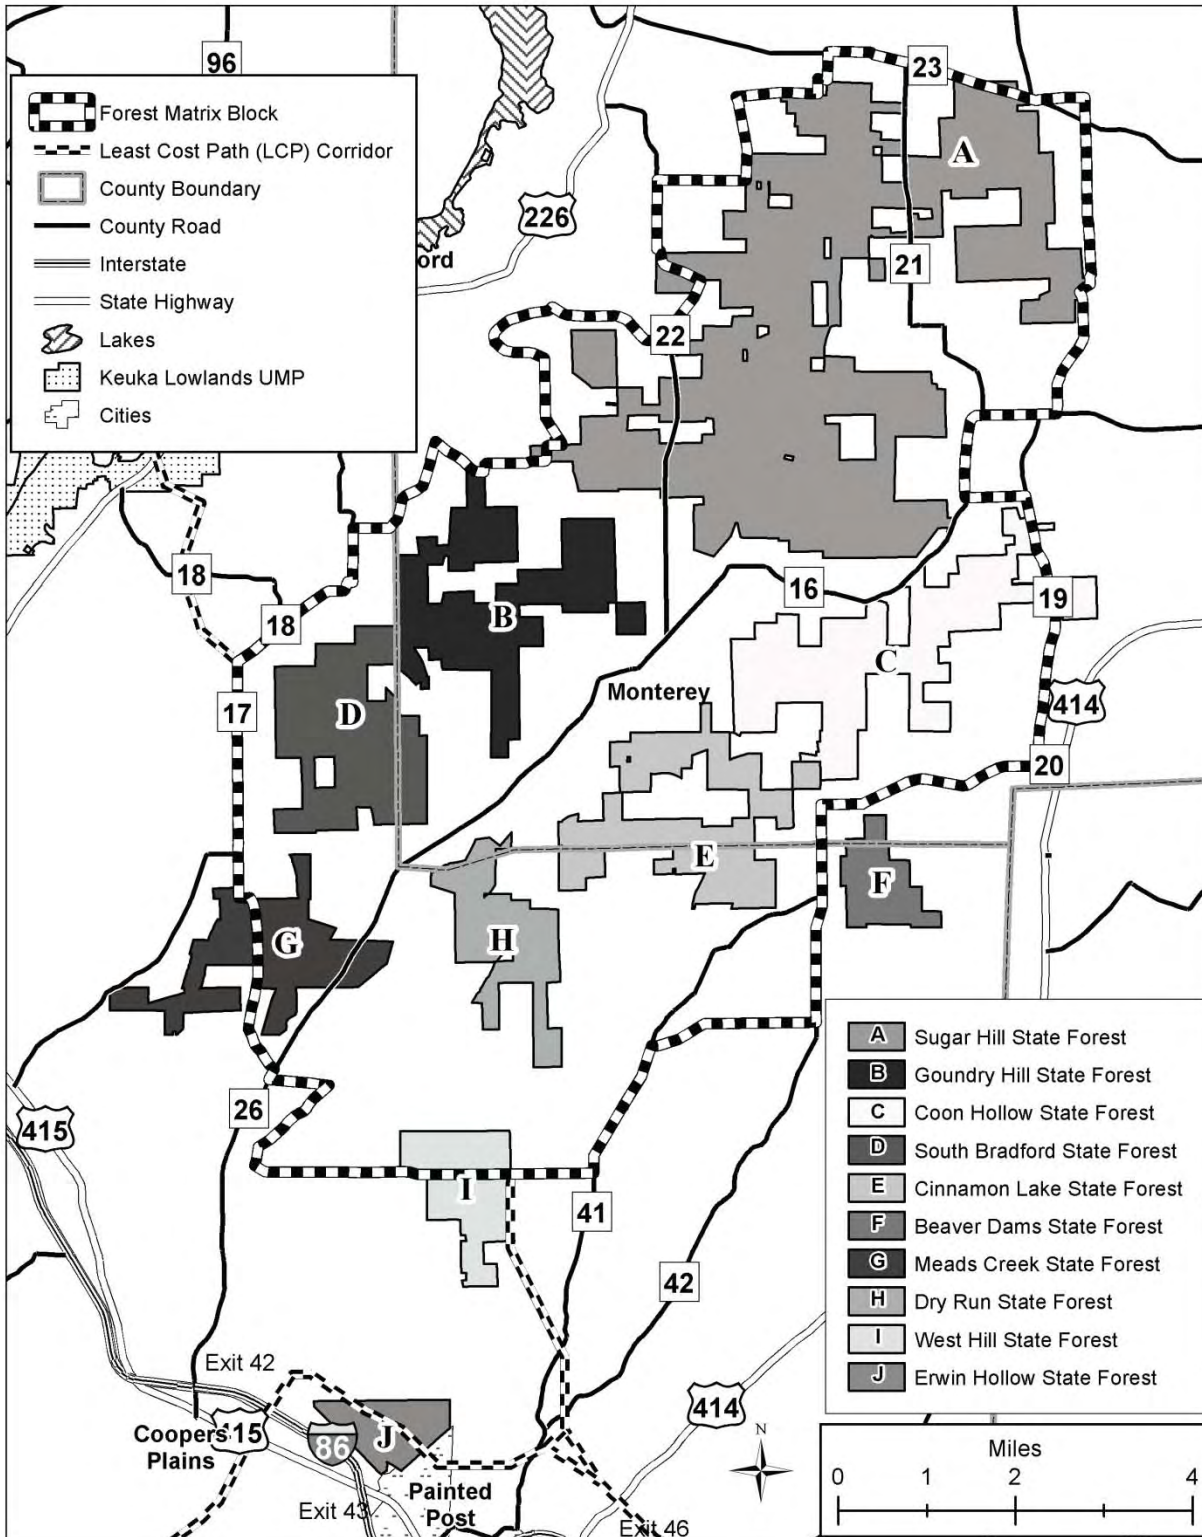 96
23
Forest Matrix Block
Least Cost Path (LCP) Corridor
County Boundary
County Road
Interstate
State Highway
Lakes
Keuka Lowlands UMP
Cities
A
226
ord
21
22
18
16
19
18
B
C
Monterey
17
D
414
20
E
F
G
H
A Sugar Hill State Forest
B Goundry Hill State Forest
C Coon Hollow State Forest
D South Bradford State Forest
E Cinnamon Lake State Forest
F Beaver Dams State Forest
G Meads Creek State Forest
H Dry Run State Forest
I West Hill State Forest
J Erwin Hollow State Forest
26
415
I
41
42
Exit 42
414
N
Coopers
Plains
415
86
J
Painted
Post
Exit 43
Exit 46
Miles
0 1 2 4